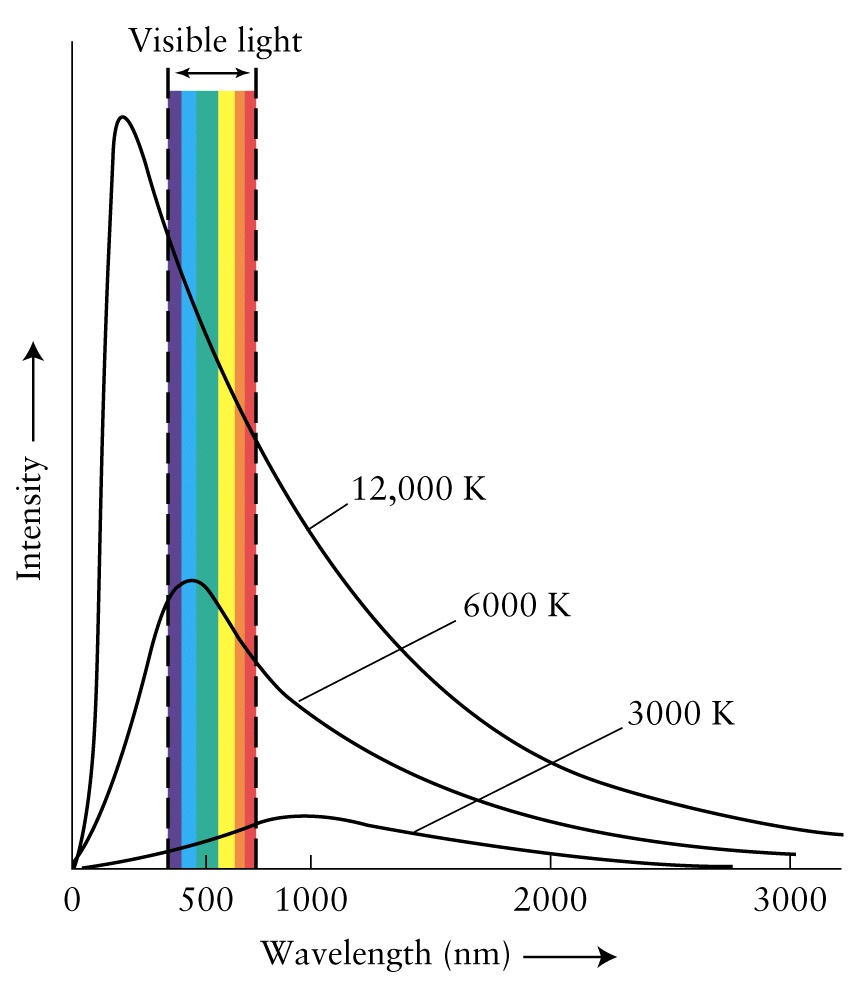 Visible light
Intensity
12,000 K
6000 K
3000 K
0 500 1000 2000 3000
Wavelength (nm)